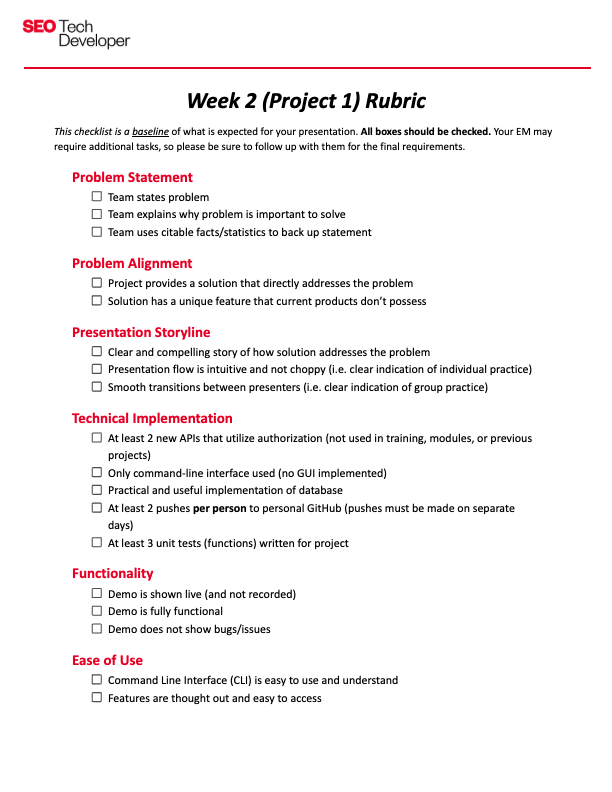 SEO Tech
Developer
Week 2 (Project 1) Rubric
This checklist is a baseline of what is expected for your presentation. All boxes should be checked. Your EM may
require additional tasks, so please be sure to follow up with them for the final requirements.
Problem Statement
☐ Team states problem
☐ Team explains why problem is important to solve
☐ Team uses citable facts/statistics to back up statement
Problem Alignment
☐ Project provides a solution that directly addresses the problem
☐ Solution has a unique feature that current products don’t possess
Presentation Storyline
☐ Clear and compelling story of how solution addresses the problem
☐ Presentation flow is intuitive and not choppy (i.e. clear indication of individual practice)
☐ Smooth transitions between presenters (i.e. clear indication of group practice)
Technical Implementation
☐ At least 2 new APIs that utilize authorization (not used in training, modules, or previous
projects)
☐ Only command-line interface used (no GUI implemented)
☐ Practical and useful implementation of database
☐ At least 2 pushes per person to personal GitHub (pushes must be made on separate
days)
☐ At least 3 unit tests (functions) written for project
Functionality
☐ Demo is shown live (and not recorded)
☐ Demo is fully functional
☐ Demo does not show bugs/issues
Ease of Use
☐ Command Line Interface (CLI) is easy to use and understand
☐ Features are thought out and easy to access